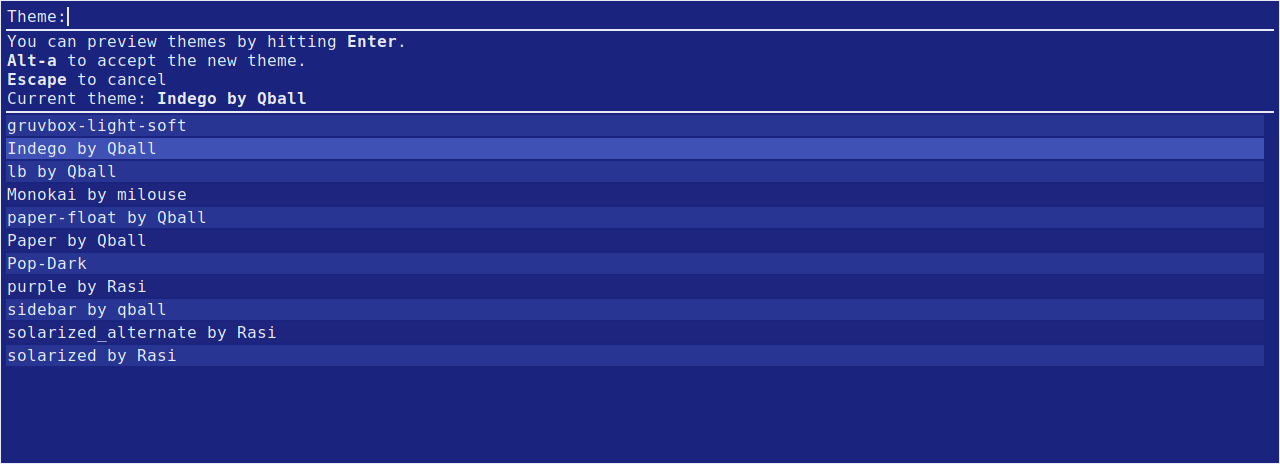 Theme:
You can preview themes by hitting Enter.
Alt-a to accept the new theme.
Escape to cancel
Current theme: Indego by Qball
gruvbox-light-soft
Indego by Qball
lb by Qball
Monokai by milouse
paper-float by Qball
Paper by Qball
Pop-Dark
purple by Rasi
sidebar by qball
solarized_alternate by Rasi
solarized by Rasi